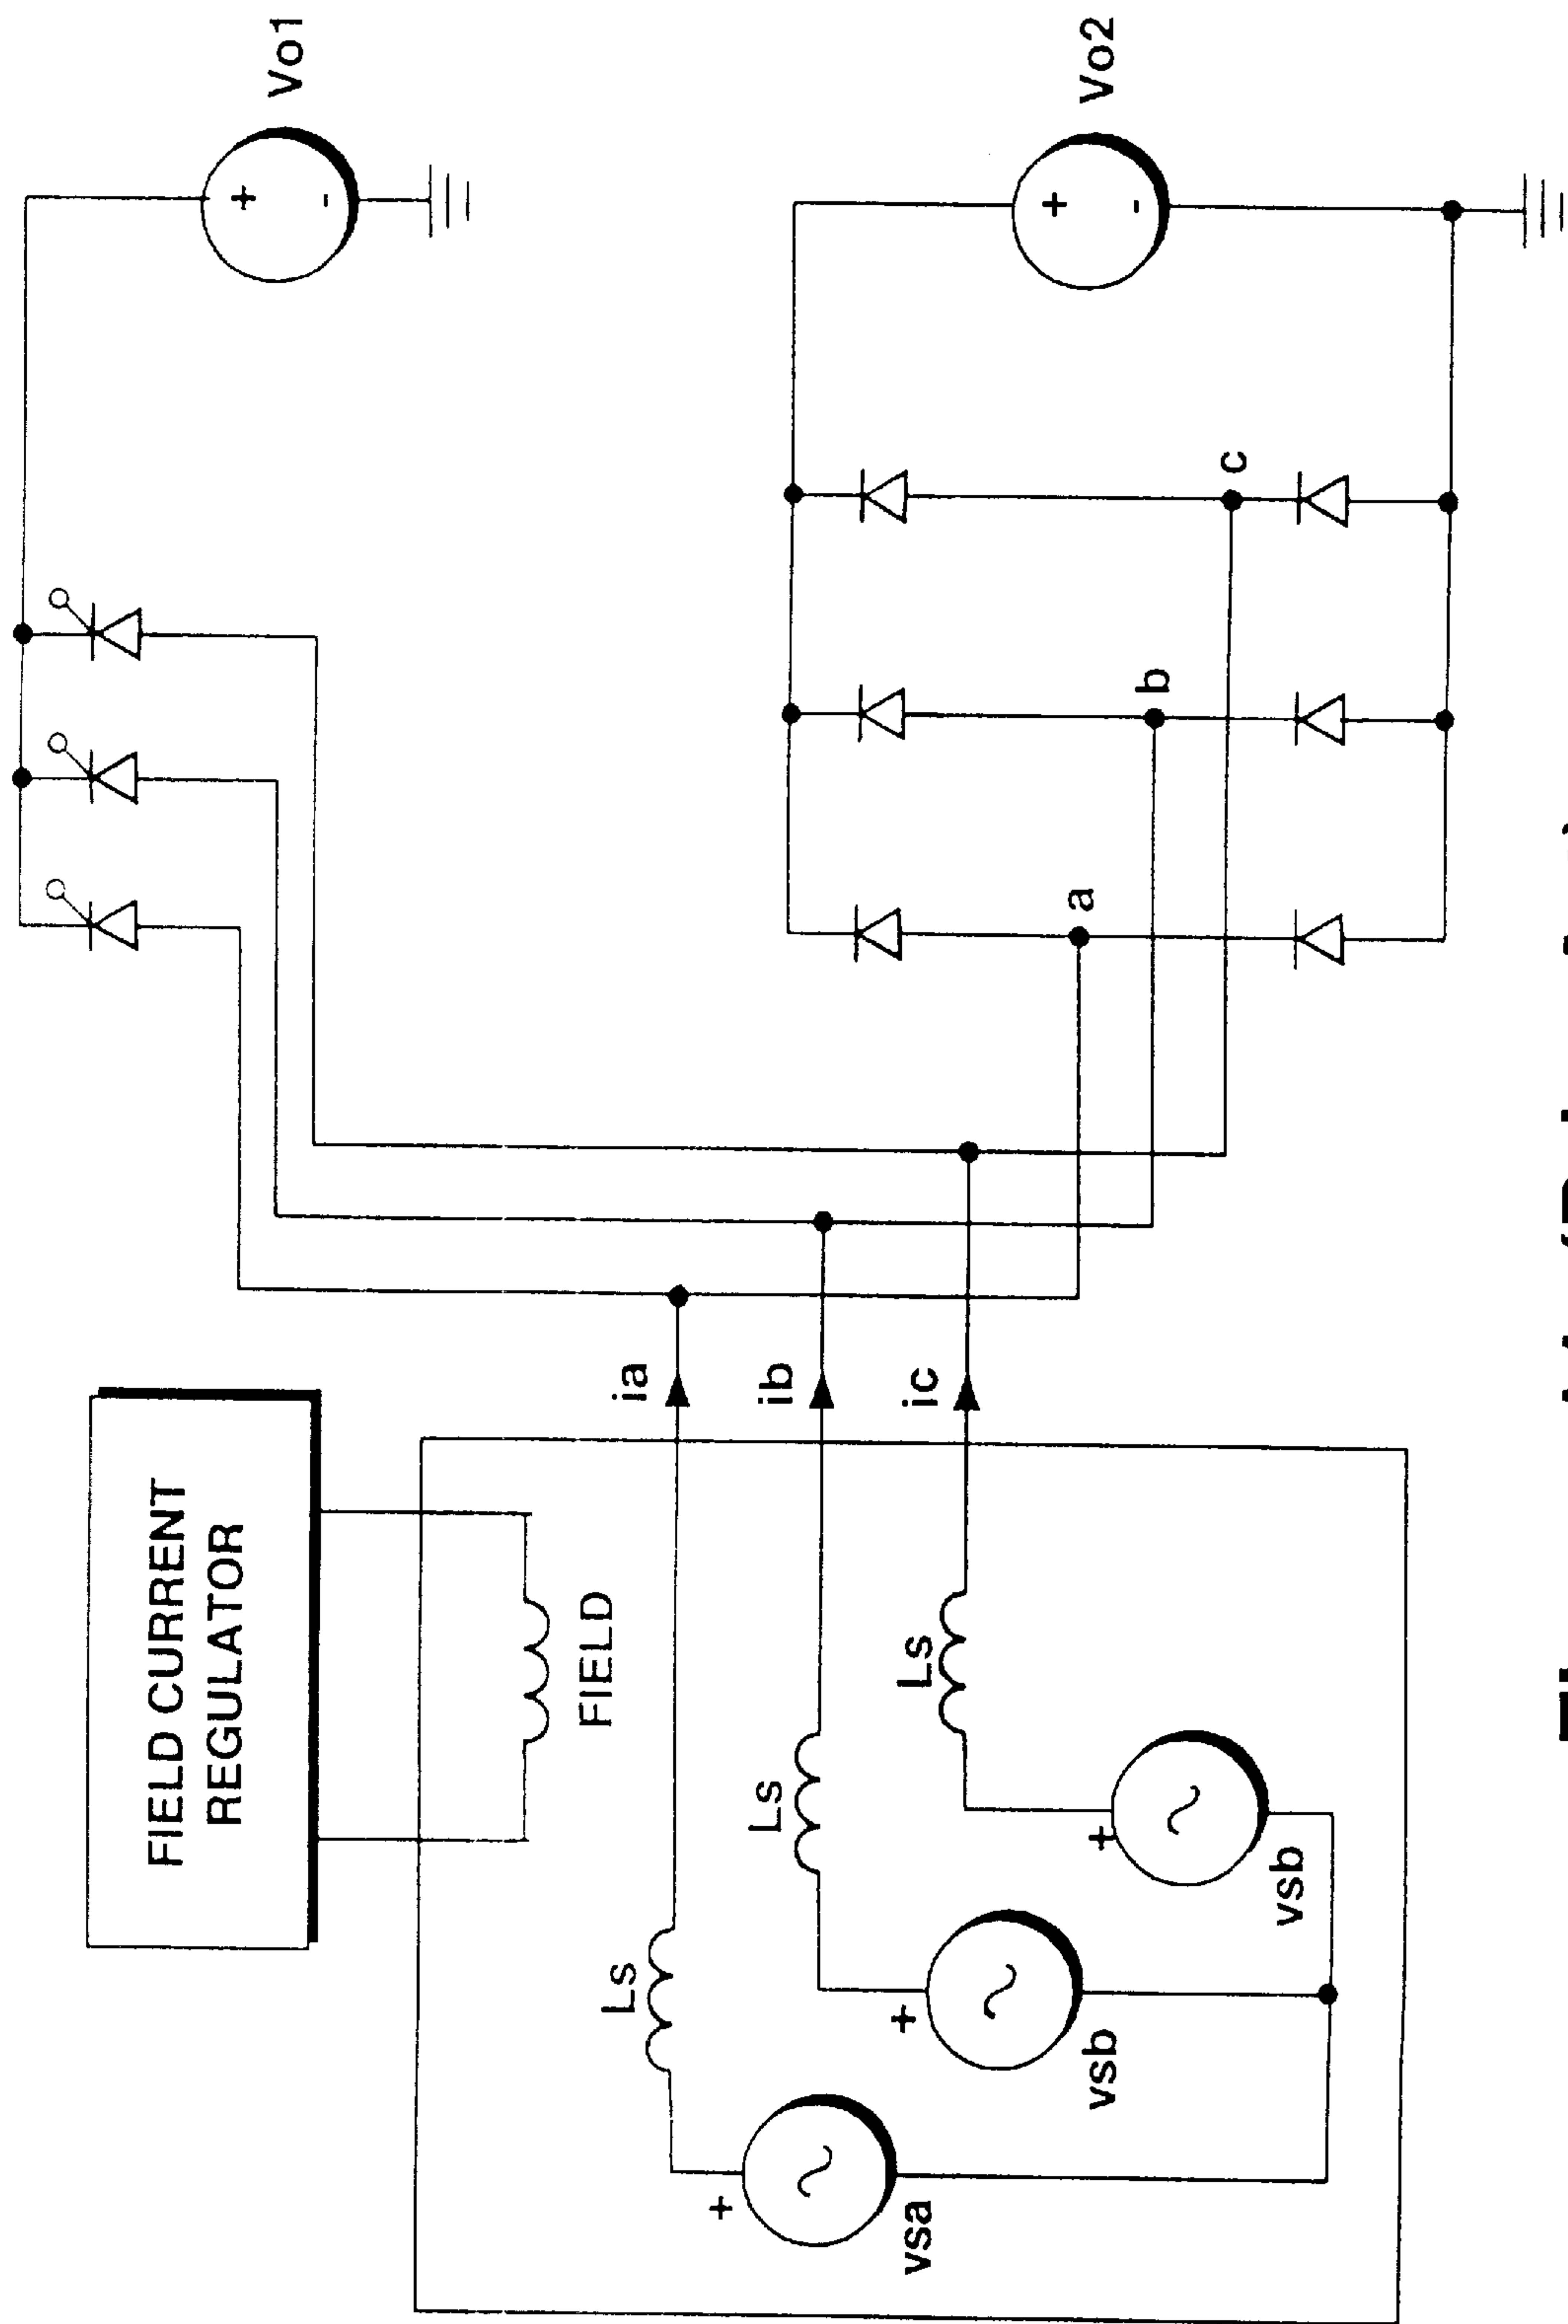 FIELD CURRENT
REGULATOR
FIELD
Ls
Ls
Ls
ia
ib
ic
+
vsa
+
vsb
+
vsb
a
b
c
+
-
Vo1
+
-
Vo2